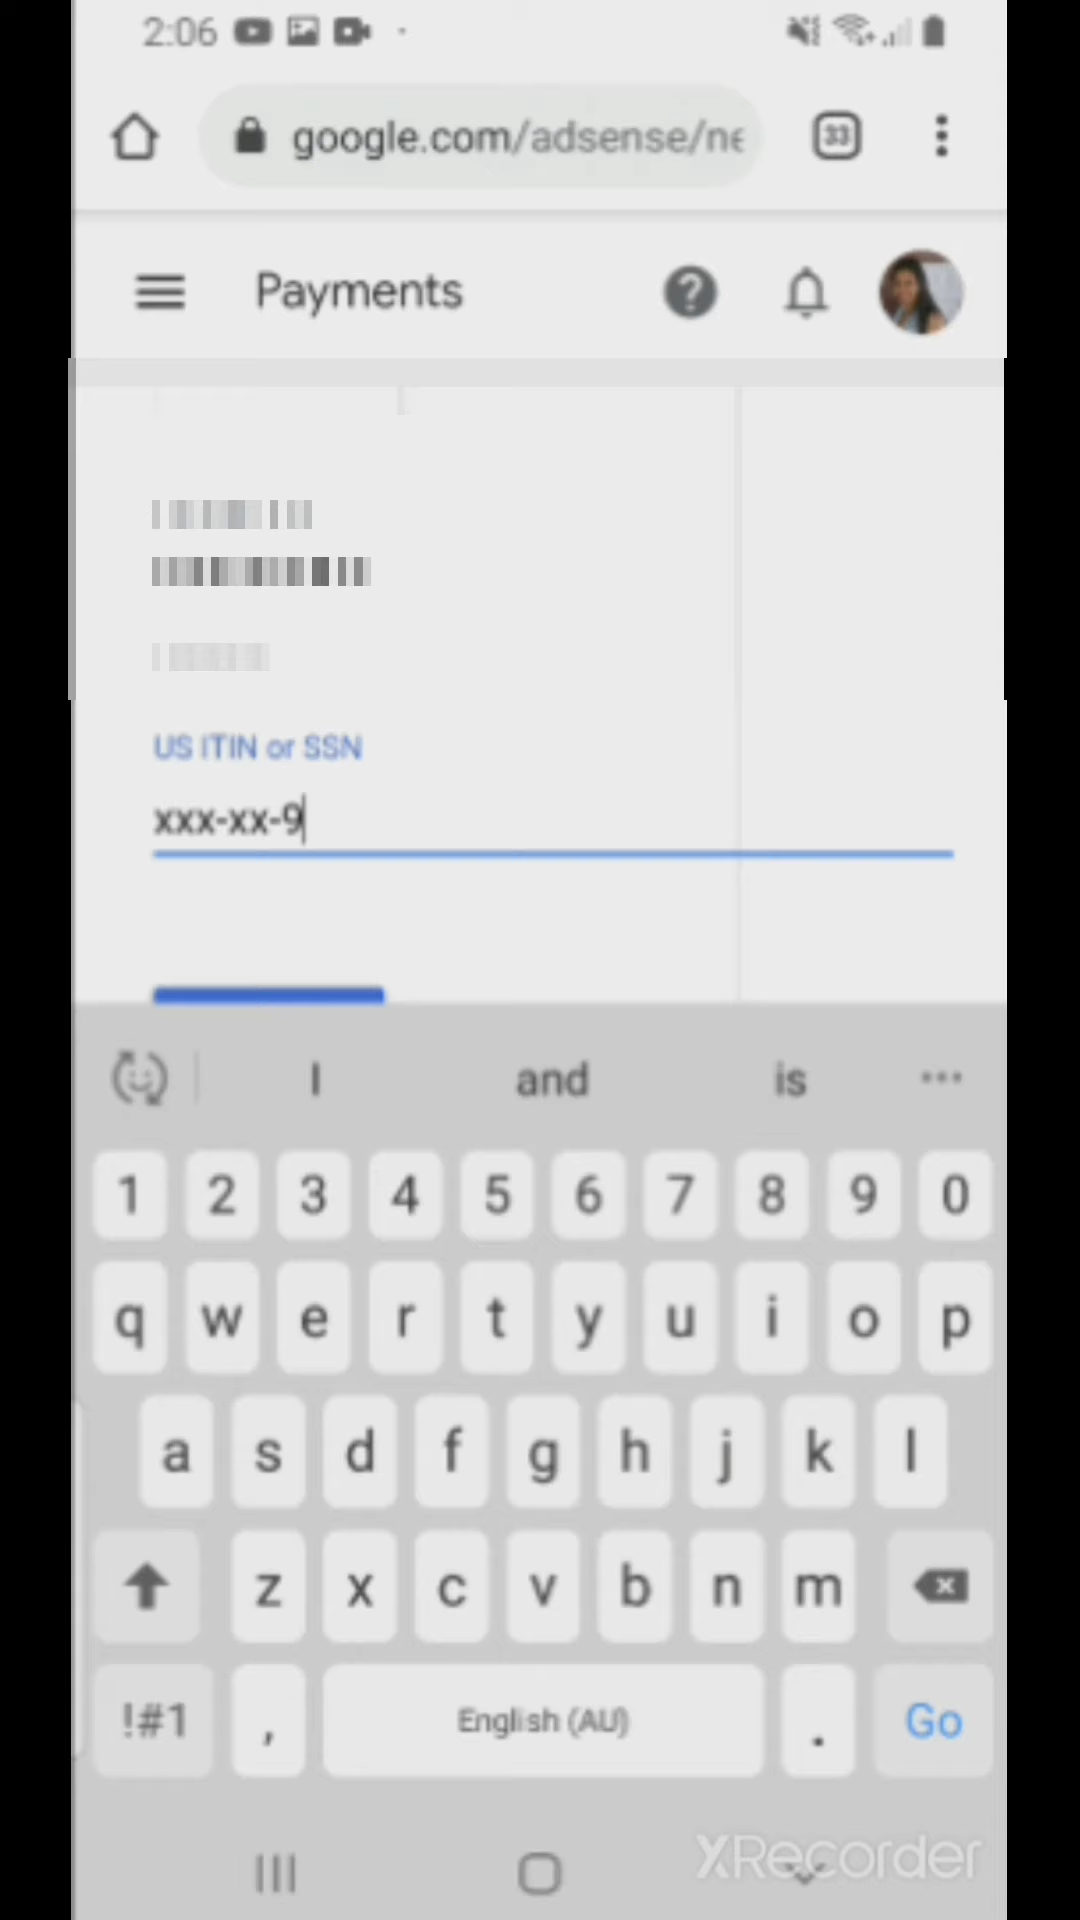 2:06
google.com/adsense/ne
33
Payments
US ITIN or SSN
xxx-xx-9
I and is
1 2 3 4 5 6 7 8 9 0
q w e r t y u i o p
a s d f g h j k l
z x c v b n m
!#1 , English (AU) . Go
XRecorder